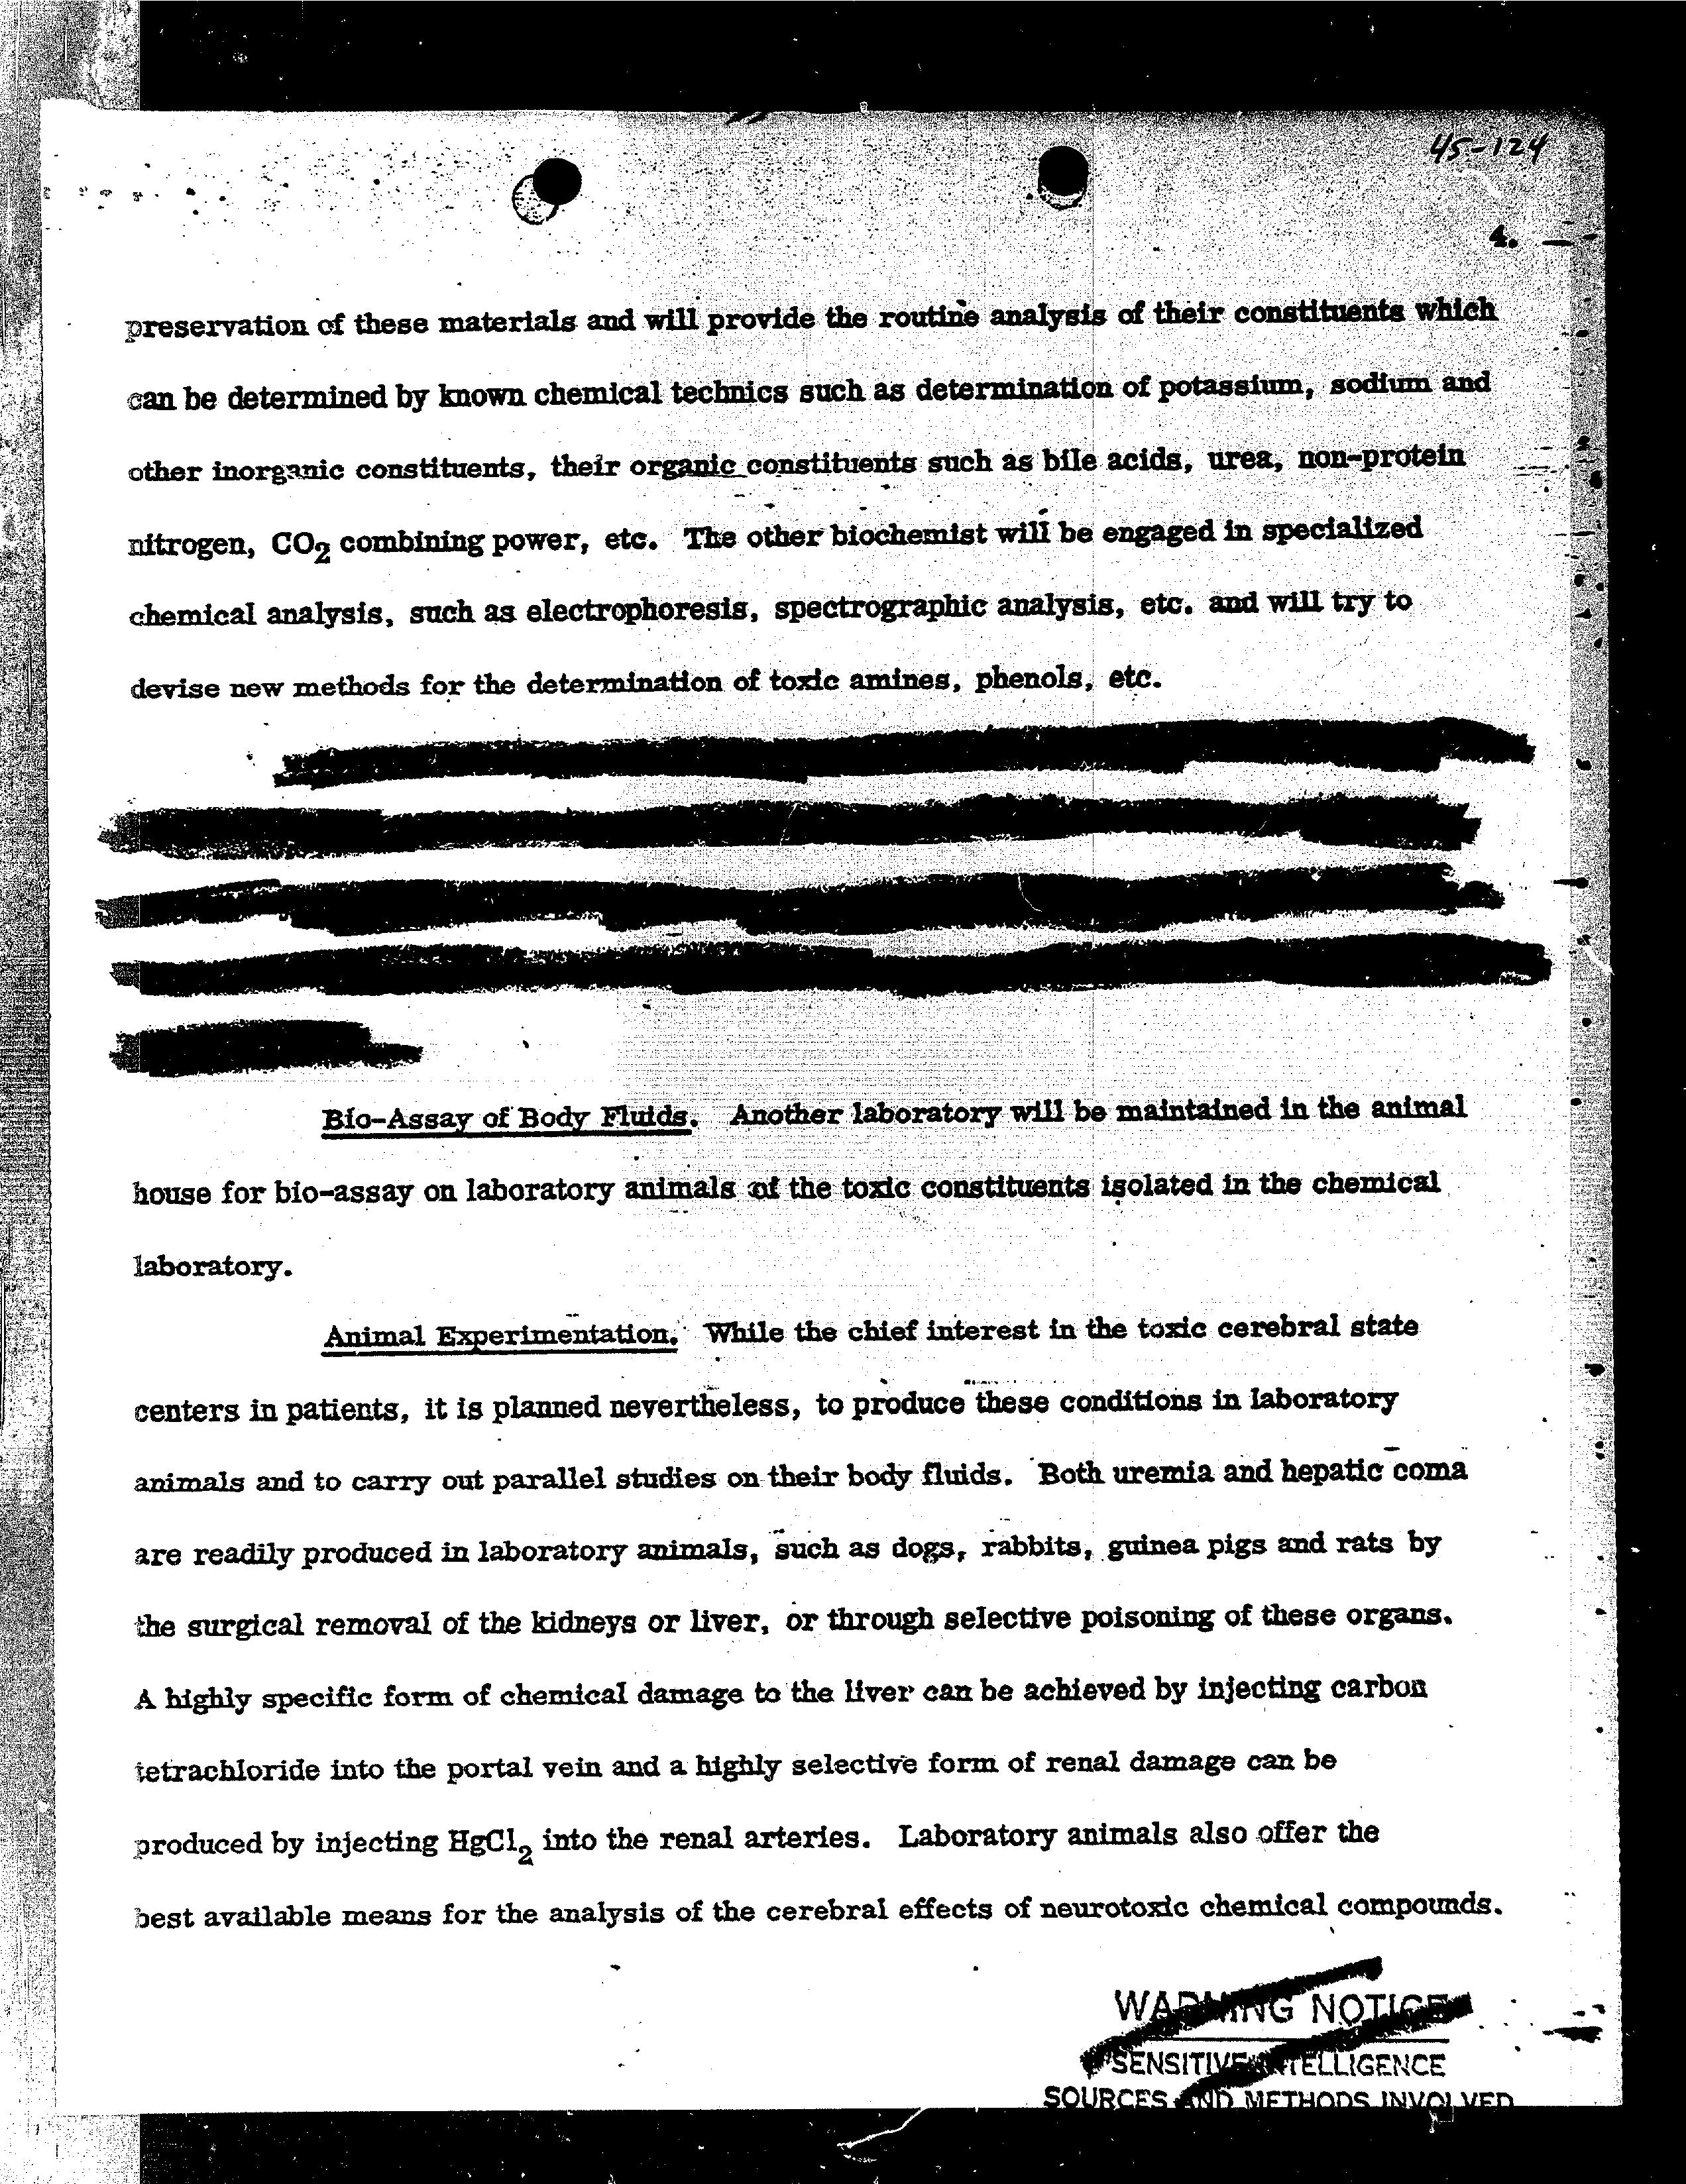 45-124
4.
preservation of these materials and will provide the routine analysis of their constituents which
can be determined by known chemical technics such as determination of potassium, sodium and
other inorganic constituents, their organic constituents such as bile acids, urea, non-protein
nitrogen, CO2 combining power, etc. The other biochemist will be engaged in specialized
chemical analysis, such as electrophoresis, spectrographic analysis, etc. and will try to
devise new methods for the determination of toxic amines, phenols, etc.
Bio-Assay of Body Fluids. Another laboratory will be maintained in the animal
house for bio-assay on laboratory animals of the toxic constituents isolated in the chemical
laboratory.
Animal Experimentation. While the chief interest in the toxic cerebral state
centers in patients, it is planned nevertheless, to produce these conditions in laboratory
animals and to carry out parallel studies on their body fluids. Both uremia and hepatic coma
are readily produced in laboratory animals, such as dogs, rabbits, guinea pigs and rats by
the surgical removal of the kidneys or liver, or through selective poisoning of these organs.
A highly specific form of chemical damage to the liver can be achieved by injecting carbon
tetrachloride into the portal vein and a highly selective form of renal damage can be
produced by injecting HgCl2 into the renal arteries. Laboratory animals also offer the
best available means for the analysis of the cerebral effects of neurotoxic chemical compounds.
WARNING NOTICE
SENSITIVE INTELLIGENCE
SOURCES AND METHODS INVOLVED